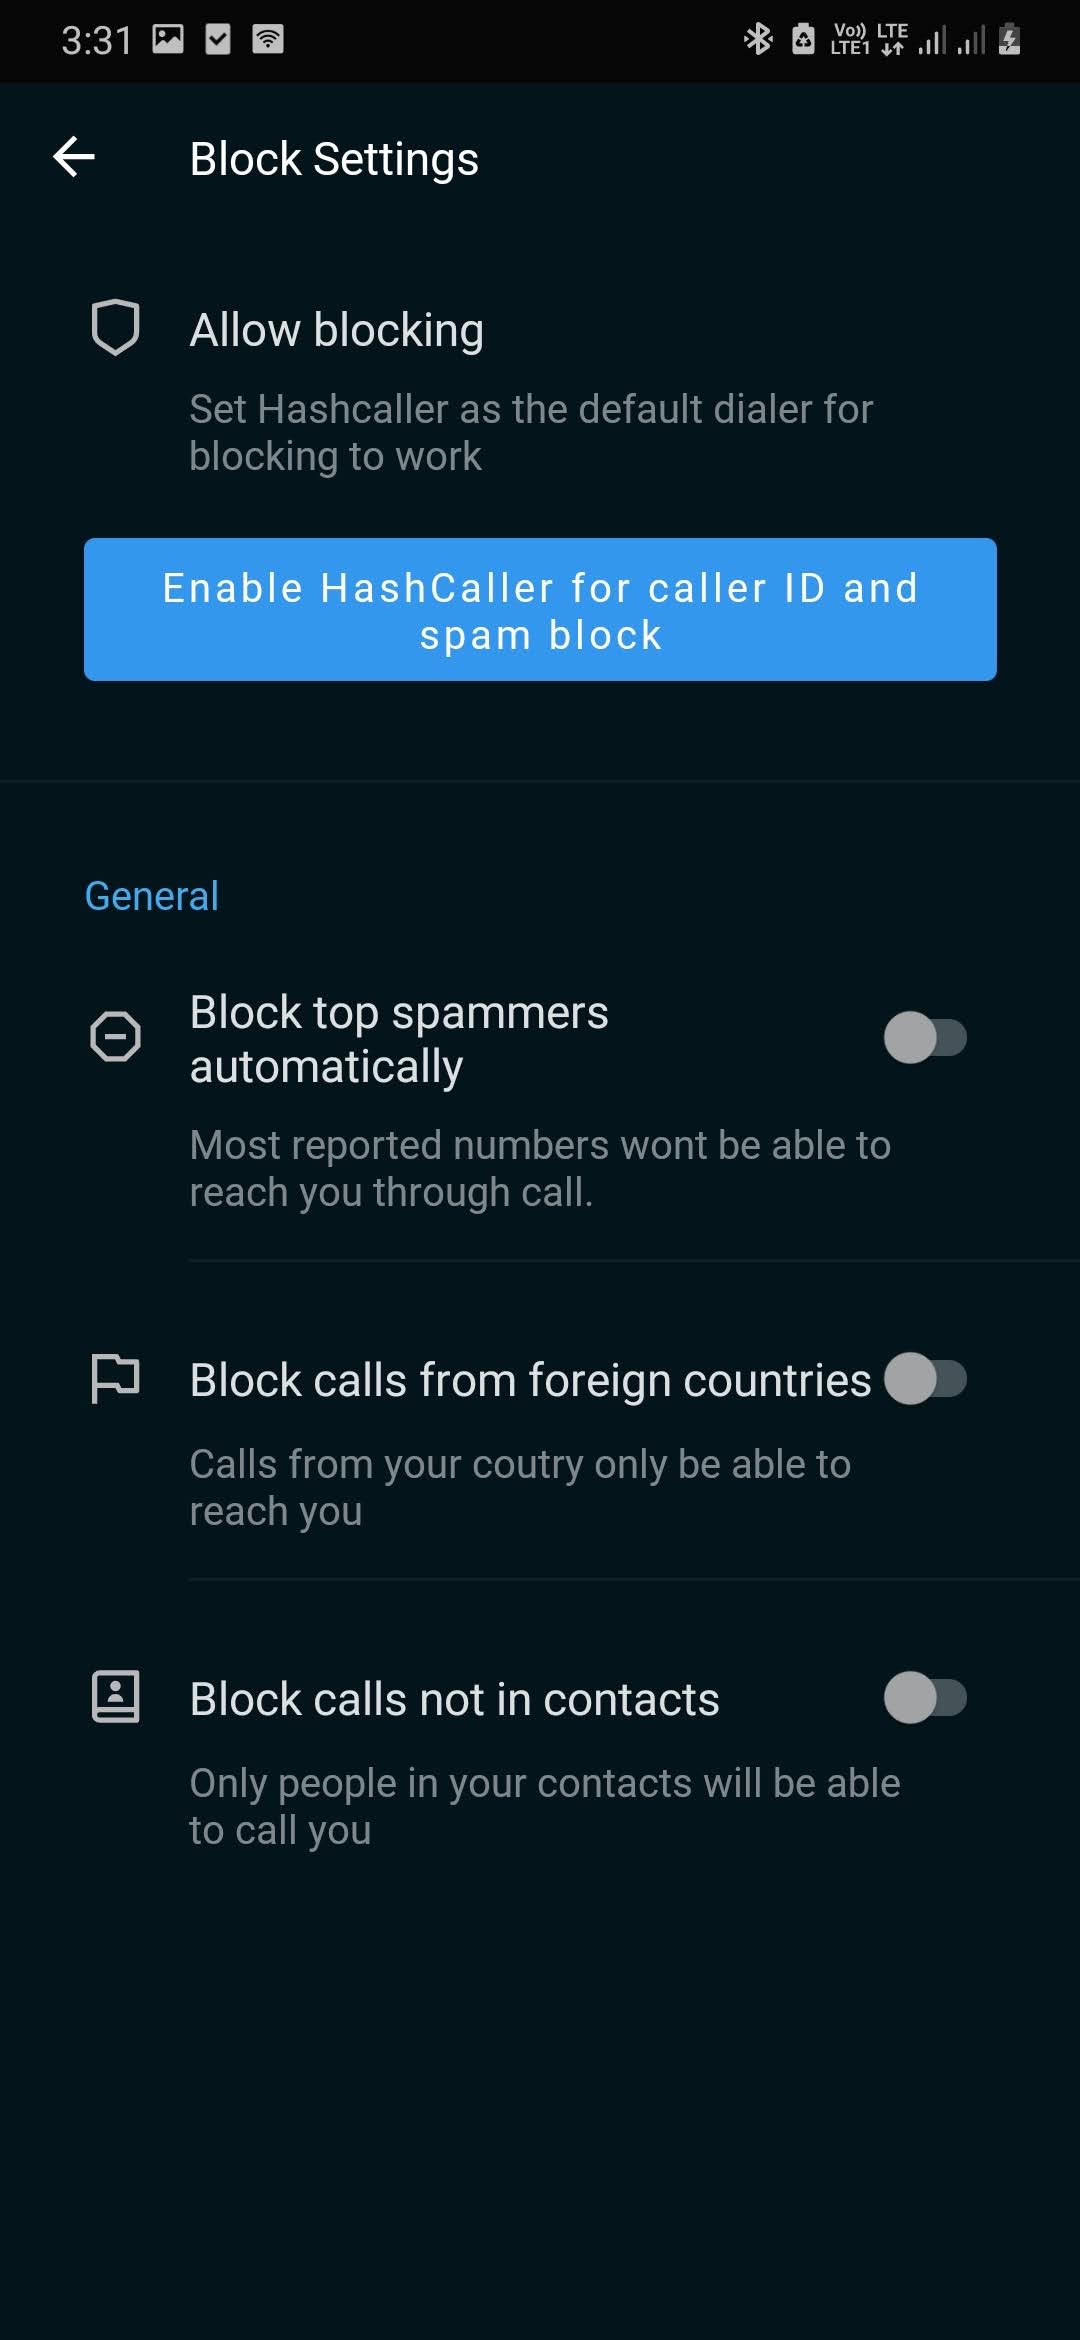 3:31
Vo)) LTE
LTE1
Block Settings
Allow blocking
Set Hashcaller as the default dialer for
blocking to work
Enable HashCaller for caller ID and
spam block
General
Block top spammers
automatically
Most reported numbers wont be able to
reach you through call.
Block calls from foreign countries
Calls from your coutry only be able to
reach you
Block calls not in contacts
Only people in your contacts will be able
to call you